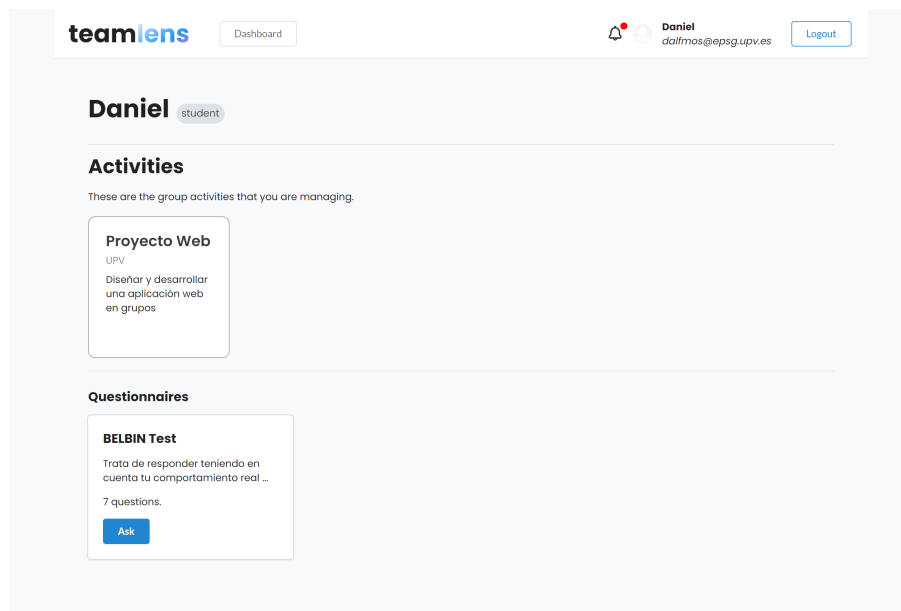 teamlens
Dashboard
Daniel
dalfmos@epsg.upv.es
Logout
Daniel
student
Activities
These are the group activities that you are managing.
Proyecto Web
UPV
Diseñar y desarrollar
una aplicación web
en grupos
Questionnaires
BELBIN Test
Trata de responder teniendo en
cuenta tu comportamiento real ...
7 questions.
Ask